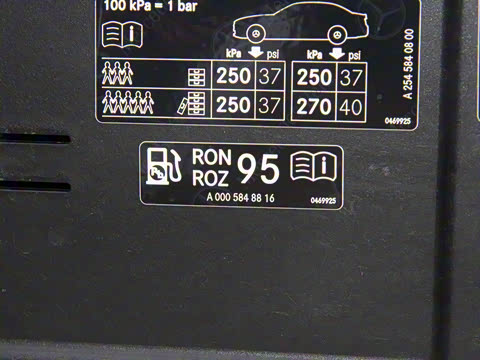 100 kPa = 1 bar
kPa psi kPa psi
250 37 250 37
250 37 270 40
A 254 584 08 00
0469925
RON 95
ROZ
A 000 584 88 16
0469925